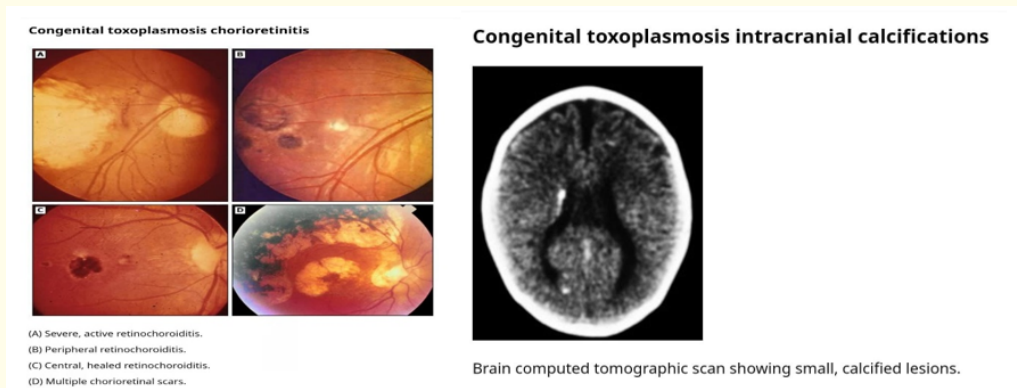 Congenital toxoplasmosis chorioretinitis
A
B
C
D
(A) Severe, active retinochoroiditis.
(B) Peripheral retinochoroiditis.
(C) Central, healed retinochoroiditis.
(D) Multiple chorioretinal scars.
Congenital toxoplasmosis intracranial calcifications
Brain computed tomographic scan showing small, calcified lesions.